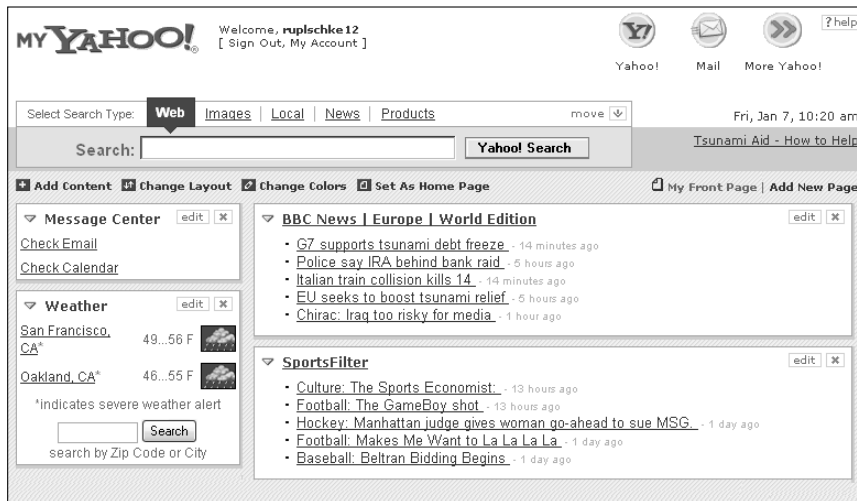 MY YAHOO!
Welcome, ruplschke12
[ Sign Out, My Account ]
Yahoo! Mail More Yahoo!
? help
Select Search Type: Web Images | Local | News | Products move
Fri, Jan 7, 10:20 am
Search: Yahoo! Search
Tsunami Aid - How to Help
Add Content Change Layout Change Colors Set As Home Page
My Front Page | Add New Page
Message Center edit
Check Email
Check Calendar
Weather edit
San Francisco, CA* 49...56 F
Oakland, CA* 46...55 F
*indicates severe weather alert
Search
search by Zip Code or City
BBC News | Europe | World Edition edit
• G7 supports tsunami debt freeze - 14 minutes ago
• Police say IRA behind bank raid - 5 hours ago
• Italian train collision kills 14 - 14 minutes ago
• EU seeks to boost tsunami relief - 5 hours ago
• Chirac: Iraq too risky for media - 1 hour ago
SportsFilter edit
• Culture: The Sports Economist: - 13 hours ago
• Football: The GameBoy shot - 13 hours ago
• Hockey: Manhattan judge gives woman go-ahead to sue MSG. - 1 day ago
• Football: Makes Me Want to La La La La - 1 day ago
• Baseball: Beltran Bidding Begins - 1 day ago